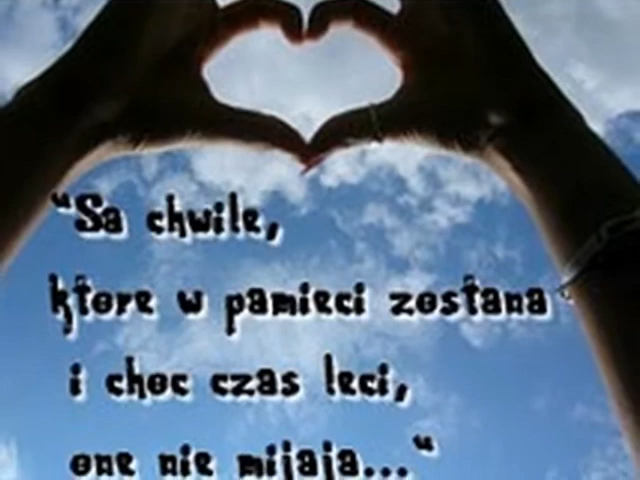 "Sa chwile,
ktore w pamieci zostana
i choc czas leci,
one nie mijaja..."